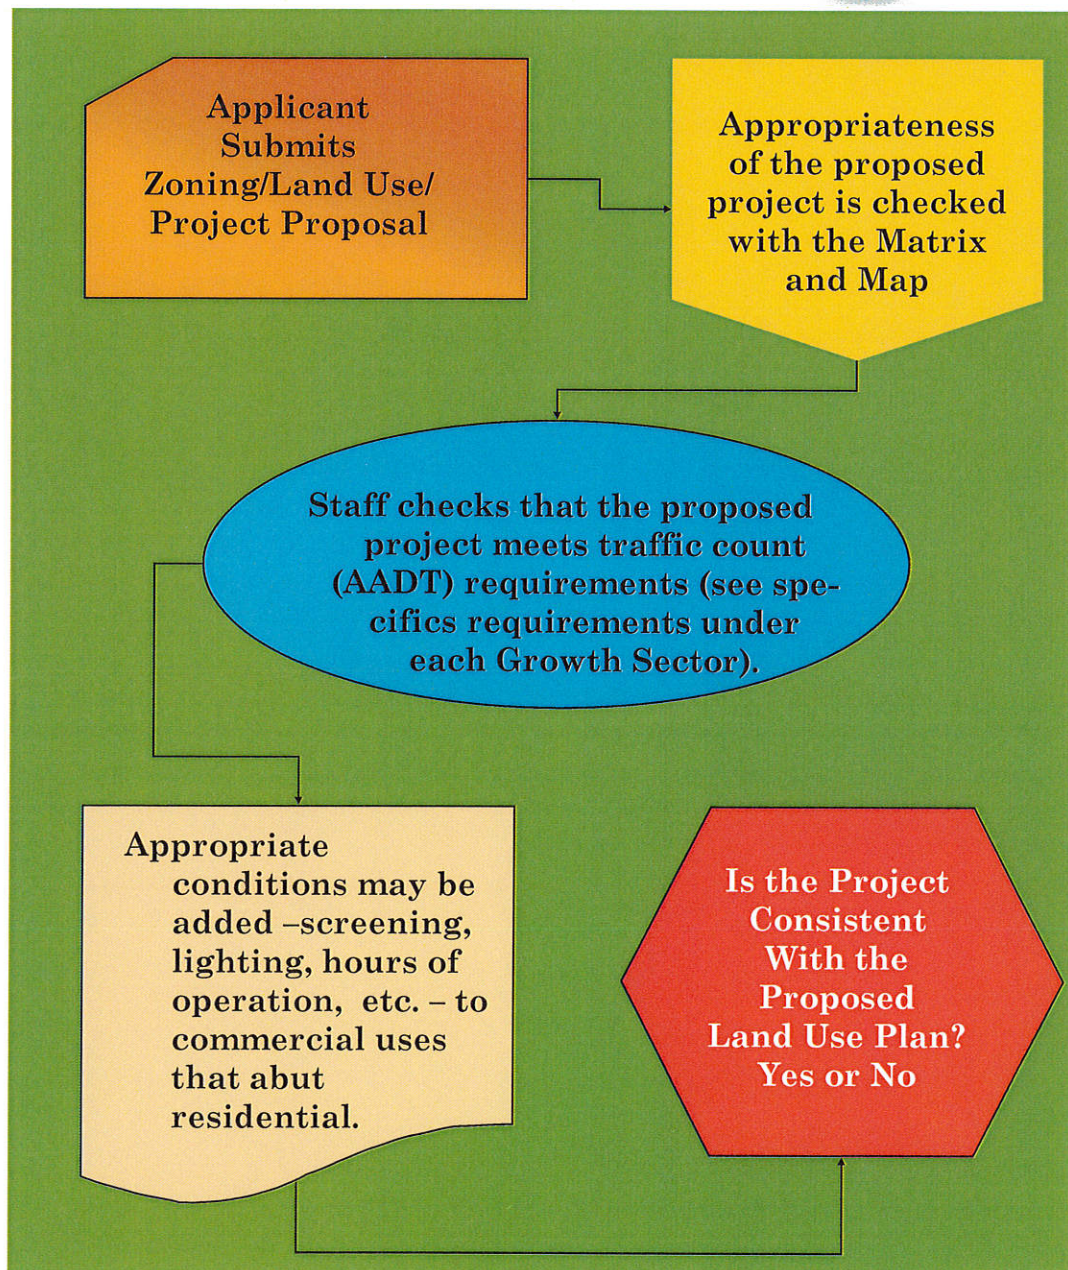 Applicant
Submits
Zoning/Land Use/
Project Proposal
Appropriateness
of the proposed
project is checked
with the Matrix
and Map
Staff checks that the proposed
project meets traffic count
(AADT) requirements (see spe-
cifics requirements under
each Growth Sector).
Appropriate
conditions may be
added –screening,
lighting, hours of
operation, etc. – to
commercial uses
that abut
residential.
Is the Project
Consistent
With the
Proposed
Land Use Plan?
Yes or No